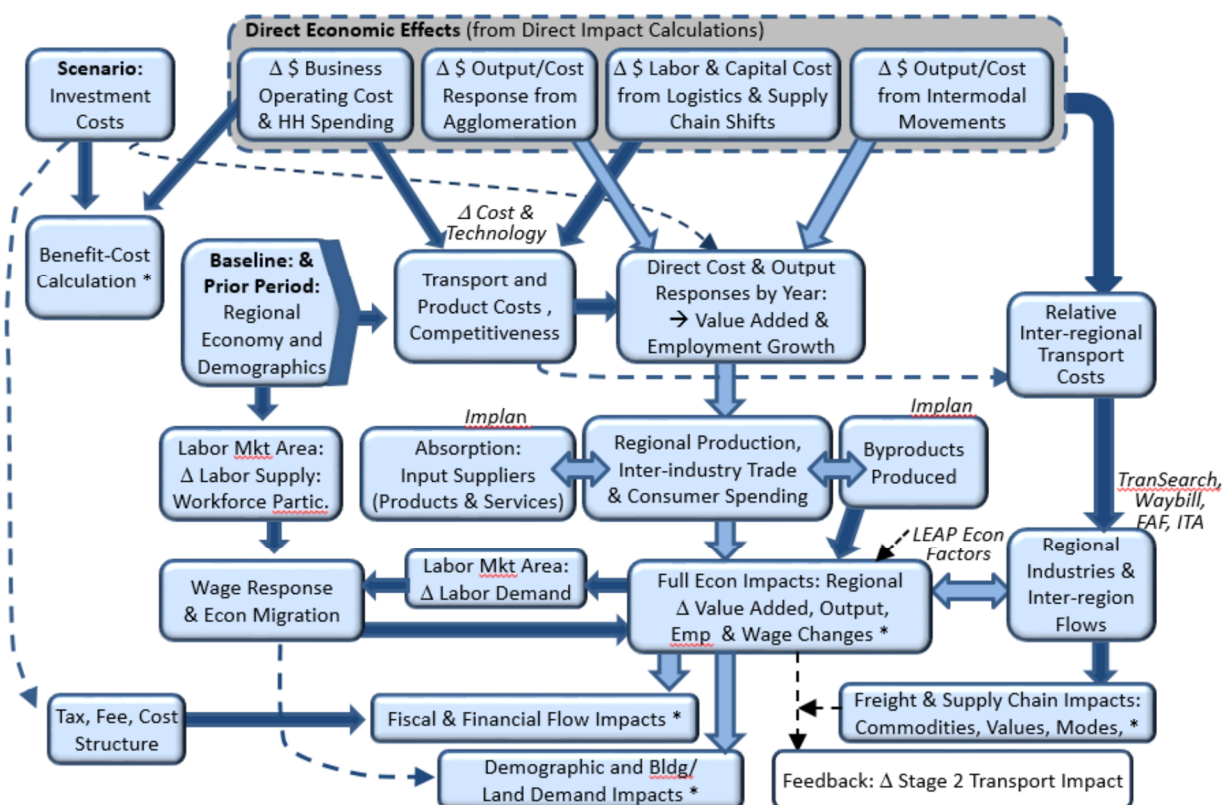 Direct Economic Effects (from Direct Impact Calculations)
Scenario:
Investment
Costs
Δ $ Business
Operating Cost
& HH Spending
Δ $ Output/Cost
Response from
Agglomeration
Δ $ Labor & Capital Cost
from Logistics & Supply
Chain Shifts
Δ $ Output/Cost
from Intermodal
Movements
Benefit-Cost
Calculation *
Baseline: &
Prior Period:
Regional
Economy and
Demographics
Δ Cost &
Technology
Transport and
Product Costs ,
Competitiveness
Direct Cost & Output
Responses by Year:
→ Value Added &
Employment Growth
Relative
Inter-regional
Transport
Costs
Labor Mkt Area:
Δ Labor Supply:
Workforce Partic.
Implan
Absorption:
Input Suppliers
(Products & Services)
Regional Production,
Inter-industry Trade
& Consumer Spending
Implan
Byproducts
Produced
TranSearch,
Waybill,
FAF, ITA
LEAP Econ
Factors
Wage Response
& Econ Migration
Labor Mkt Area:
Δ Labor Demand
Full Econ Impacts: Regional
Δ Value Added, Output,
Emp & Wage Changes *
Regional
Industries &
Inter-region
Flows
Tax, Fee, Cost
Structure
Fiscal & Financial Flow Impacts *
Freight & Supply Chain Impacts:
Commodities, Values, Modes, *
Demographic and Bldg/
Land Demand Impacts *
Feedback: Δ Stage 2 Transport Impact